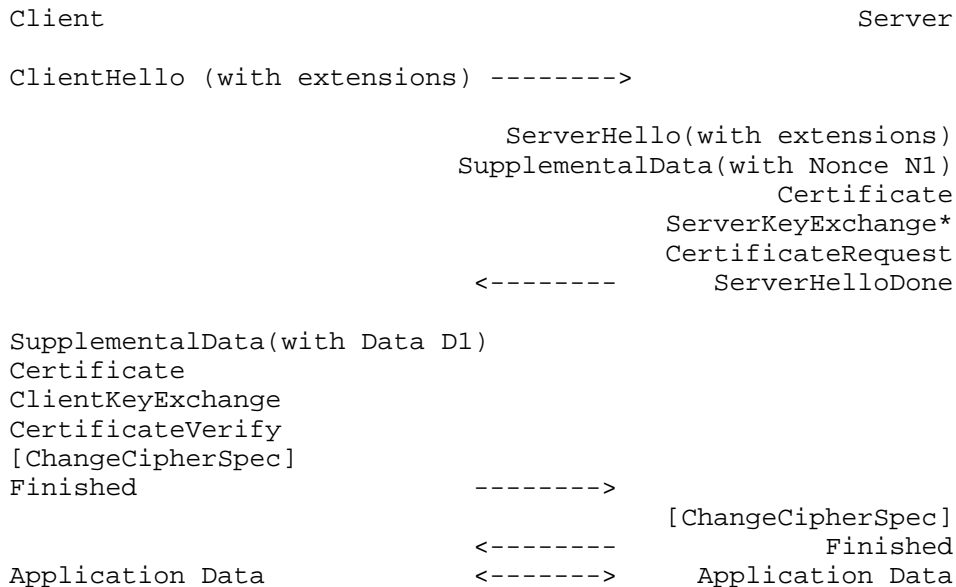 Client Server
ClientHello (with extensions) -------->
ServerHello(with extensions)
SupplementalData(with Nonce N1)
Certificate
ServerKeyExchange*
CertificateRequest
<-------- ServerHelloDone
SupplementalData(with Data D1)
Certificate
ClientKeyExchange
CertificateVerify
[ChangeCipherSpec]
Finished -------->
[ChangeCipherSpec]
<-------- Finished
Application Data <-------> Application Data